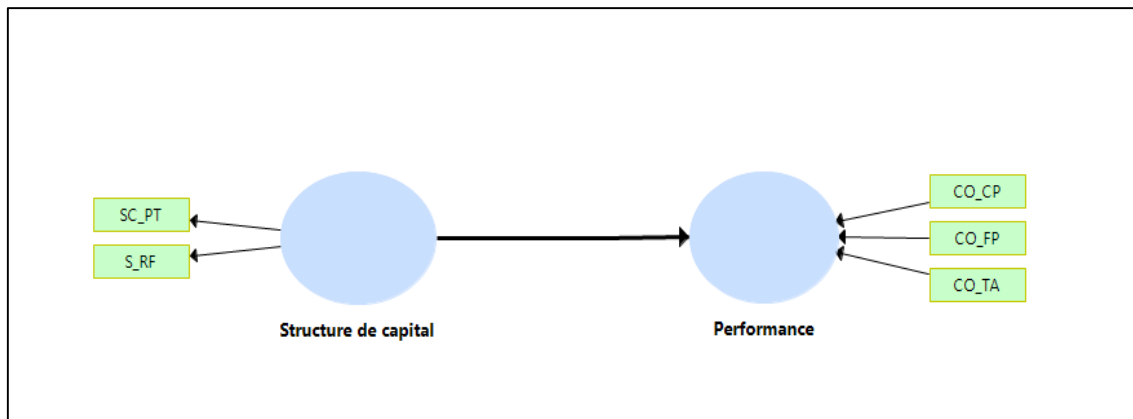 SC_PT
S_RF
Structure de capital
Performance
CO_CP
CO_FP
CO_TA